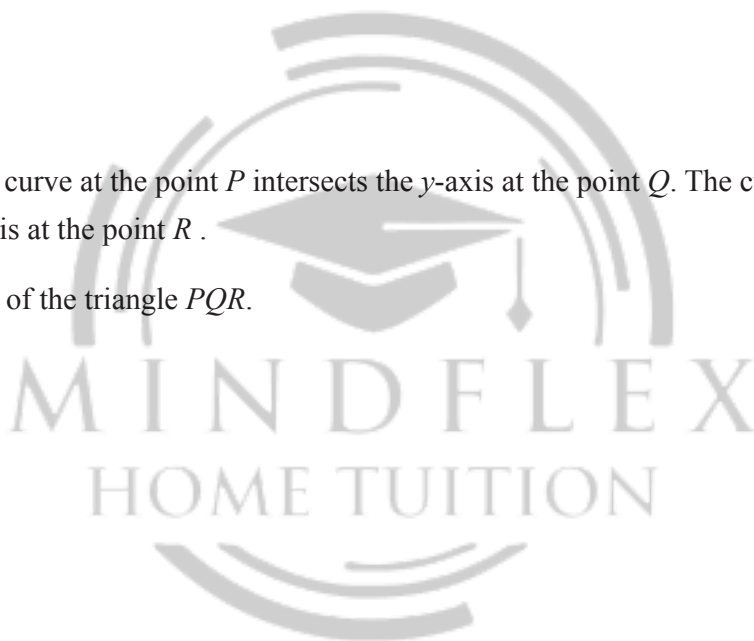 curve at the point P intersects the y-axis at the point Q. The c
is at the point R .
of the triangle PQR.
MINDFLEX
HOME TUITION